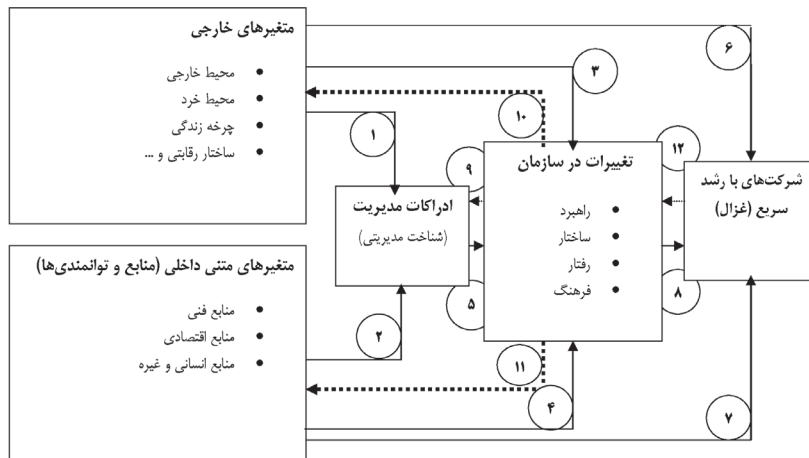 متغیرهای خارجی
• محیط خارجی
• محیط خرد
• چرخه زندگی
• ساختار رقابتی و ...
۶
۳
۱۰
۱
۱۲
۹
تغییرات در سازمان
• راهبرد
• ساختار
• رفتار
• فرهنگ
شرکت‌های با رشد
سریع (غزال)
ادراکات مدیریت
(شناخت مدیریتی)
متغیرهای متنی داخلی (منابع و توانمندی‌ها)
• منابع فنی
• منابع اقتصادی
• منابع انسانی و غیره
۵
۸
۲
۱۱
۴
۷